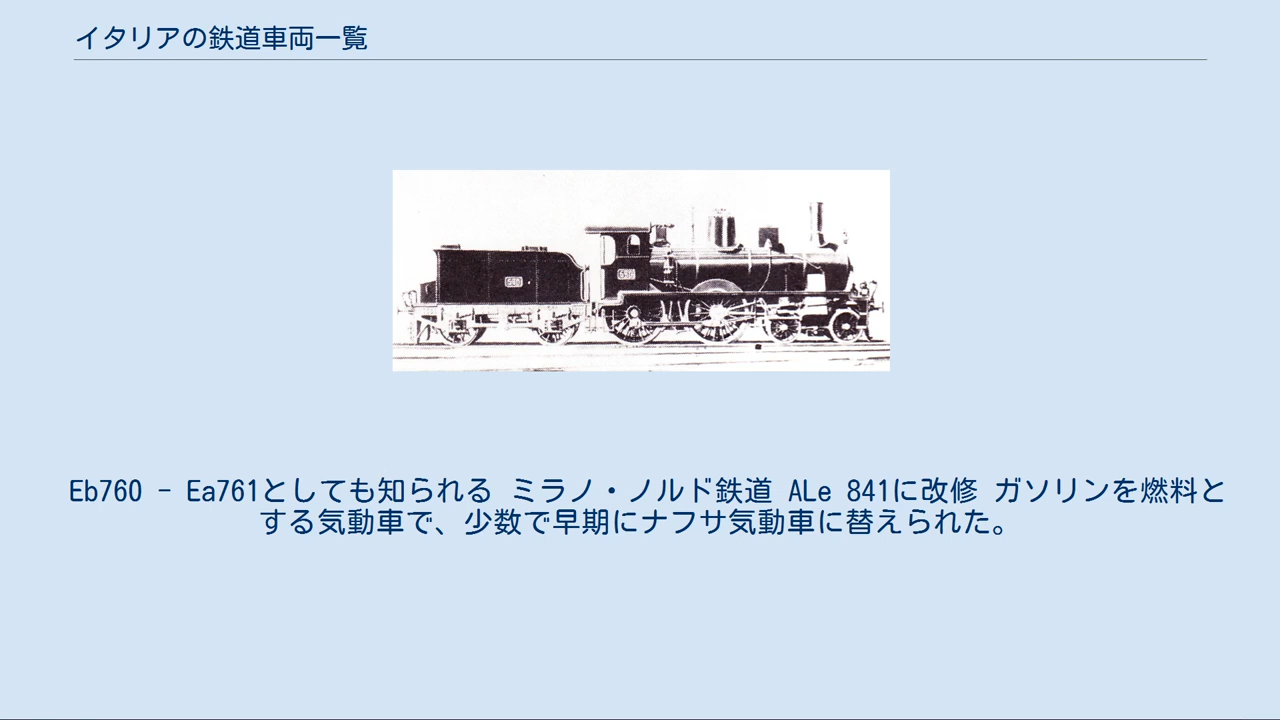 イタリアの鉄道車両一覧
Eb760 - Ea761としても知られる ミラノ・ノルド鉄道 ALe 841に改修 ガソリンを燃料と
する気動車で、少数で早期にナフサ気動車に替えられた。